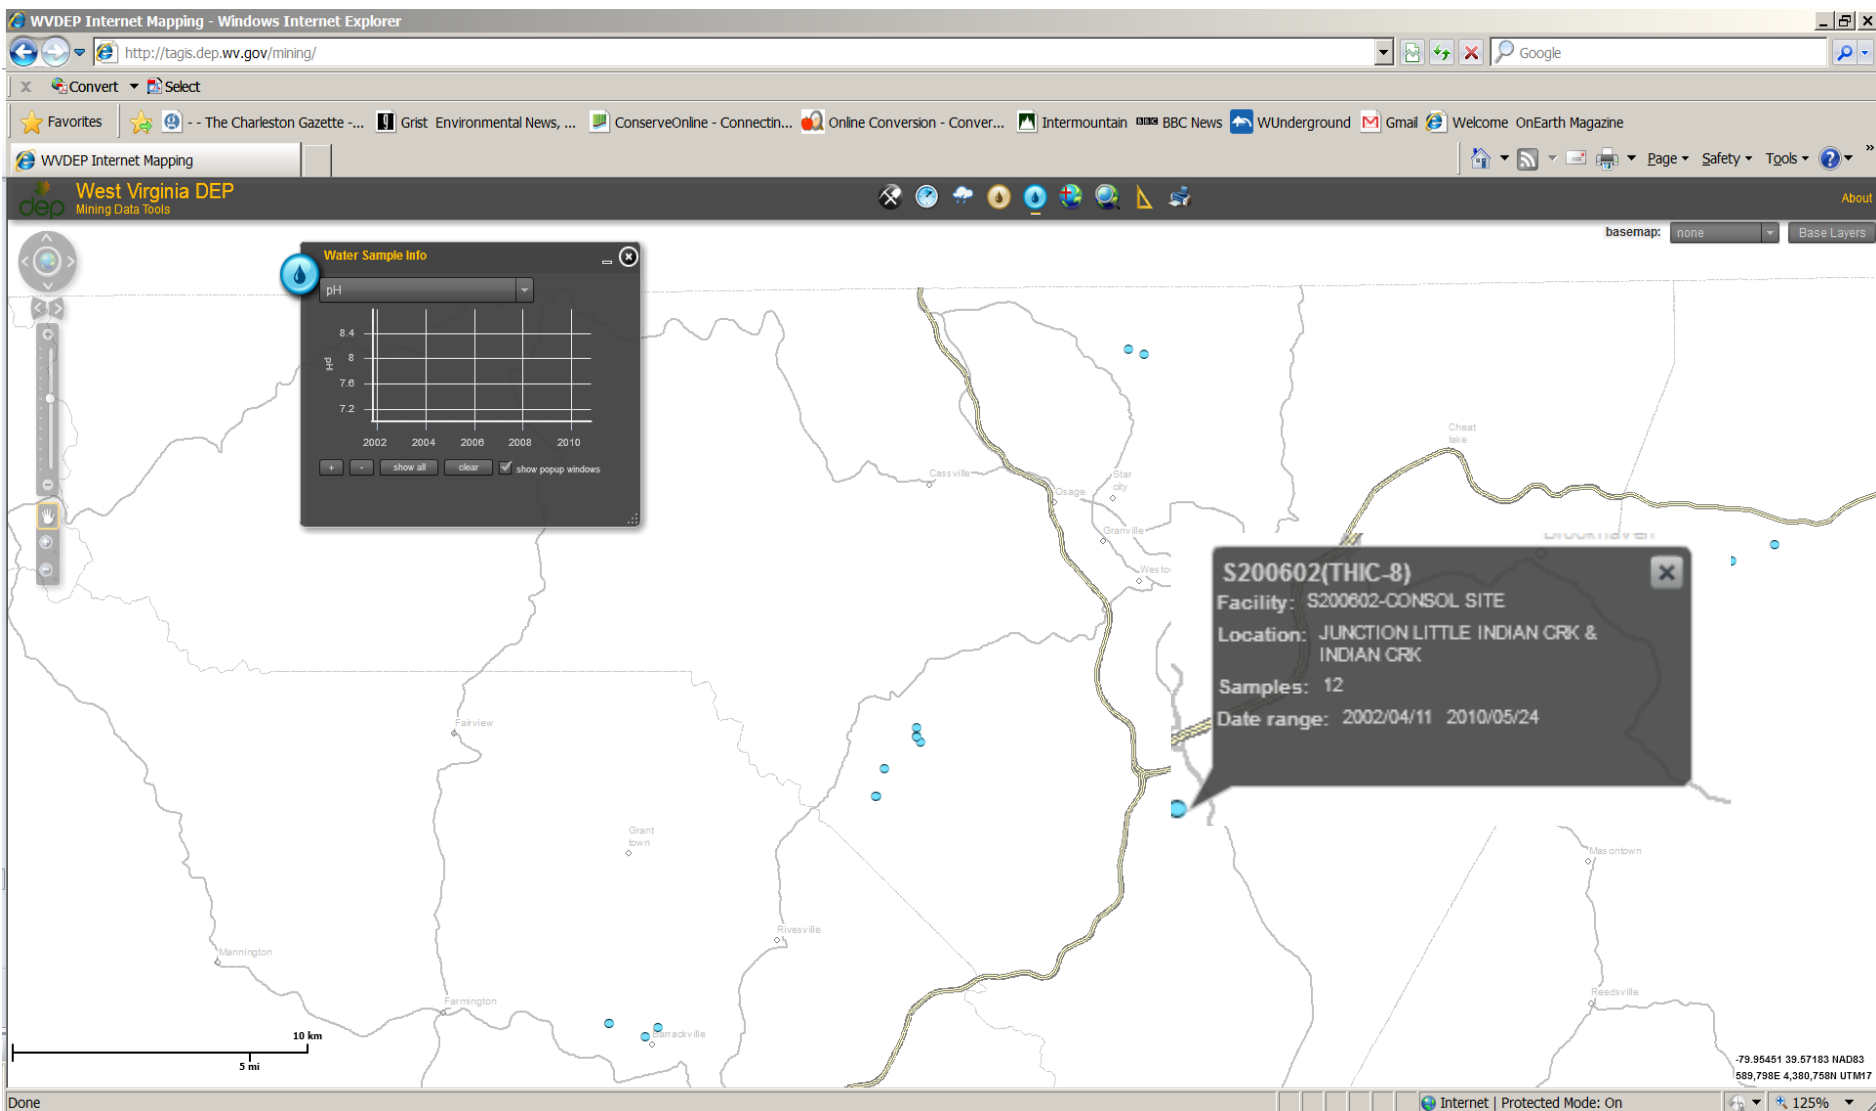 WVDEP Internet Mapping - Windows Internet Explorer
http://tagis.dep.wv.gov/mining/
Google
x Convert Select
Favorites - - The Charleston Gazette -... Grist Environmental News, ... ConserveOnline - Connectin... Online Conversion - Conver... Intermountain BBC BBC News WUnderground Gmail Welcome OnEarth Magazine
WVDEP Internet Mapping
Page Safety Tools
dep West Virginia DEP
Mining Data Tools
About
basemap: none Base Layers
Water Sample Info
pH
8.4
8
7.6
7.2
pH
2002 2004 2006 2008 2010
+ - show all clear show popup windows
Cheat
lake
Cassville
Star
city
Osage
Granville
Westo
Brookhaven
S200602(THIC-8)
Facility: S200602-CONSOL SITE
Location: JUNCTION LITTLE INDIAN CRK &
INDIAN CRK
Samples: 12
Date range: 2002/04/11 2010/05/24
Fairview
Grant
town
Masontown
Rivesville
Mannington
Farmington
Reedsville
Barrackville
10 km
5 mi
-79.95451 39.57183 NAD83
589,798E 4,380,758N UTM17
Done
Internet | Protected Mode: On
125%